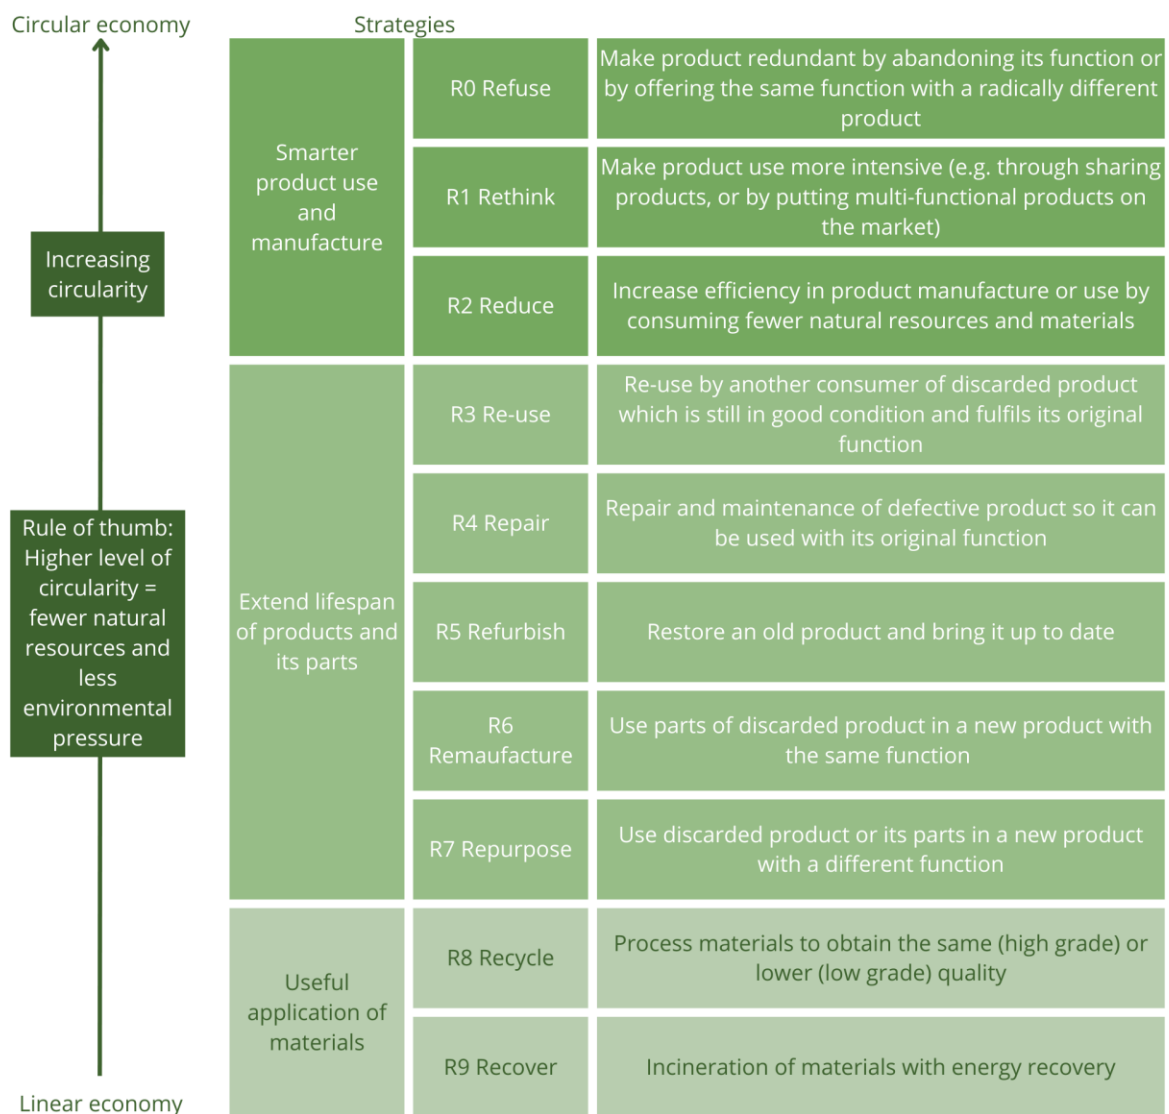 Circular economy
Strategies
Increasing
circularity
Rule of thumb:
Higher level of
circularity =
fewer natural
resources and
less
environmental
pressure
Linear economy
Smarter
product use
and
manufacture
R0 Refuse
Make product redundant by abandoning its function or
by offering the same function with a radically different
product
R1 Rethink
Make product use more intensive (e.g. through sharing
products, or by putting multi-functional products on
the market)
R2 Reduce
Increase efficiency in product manufacture or use by
consuming fewer natural resources and materials
Extend lifespan
of products and
its parts
R3 Re-use
Re-use by another consumer of discarded product
which is still in good condition and fulfils its original
function
R4 Repair
Repair and maintenance of defective product so it can
be used with its original function
R5 Refurbish
Restore an old product and bring it up to date
R6
Remaufacture
Use parts of discarded product in a new product with
the same function
R7 Repurpose
Use discarded product or its parts in a new product
with a different function
Useful
application of
materials
R8 Recycle
Process materials to obtain the same (high grade) or
lower (low grade) quality
R9 Recover
Incineration of materials with energy recovery